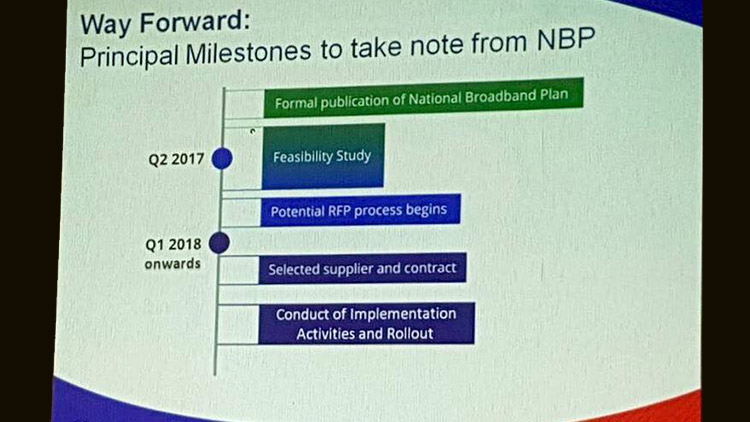 Way Forward:
Principal Milestones to take note from NBP
Formal publication of National Broadband Plan
Q2 2017
Feasibility Study
Potential RFP process begins
Q1 2018
onwards
Selected supplier and contract
Conduct of Implementation
Activities and Rollout